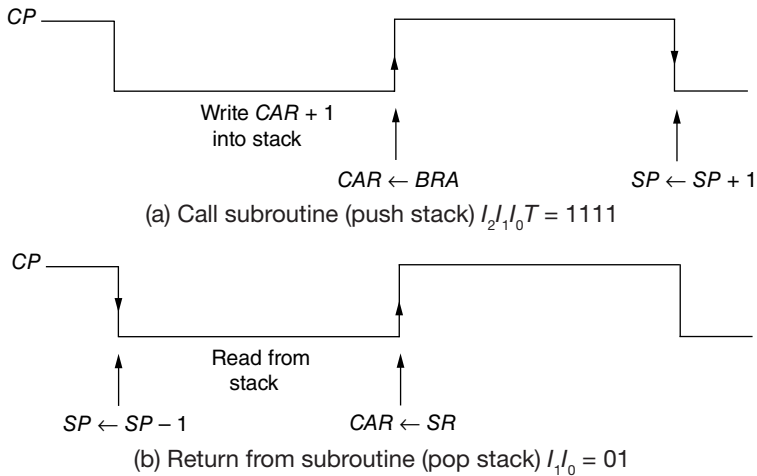 CP
Write CAR + 1
into stack
CAR ← BRA
SP ← SP + 1
(a) Call subroutine (push stack) I₂I₁I₀T = 1111
CP
Read from
stack
SP ← SP – 1
CAR ← SR
(b) Return from subroutine (pop stack) I₁I₀ = 01